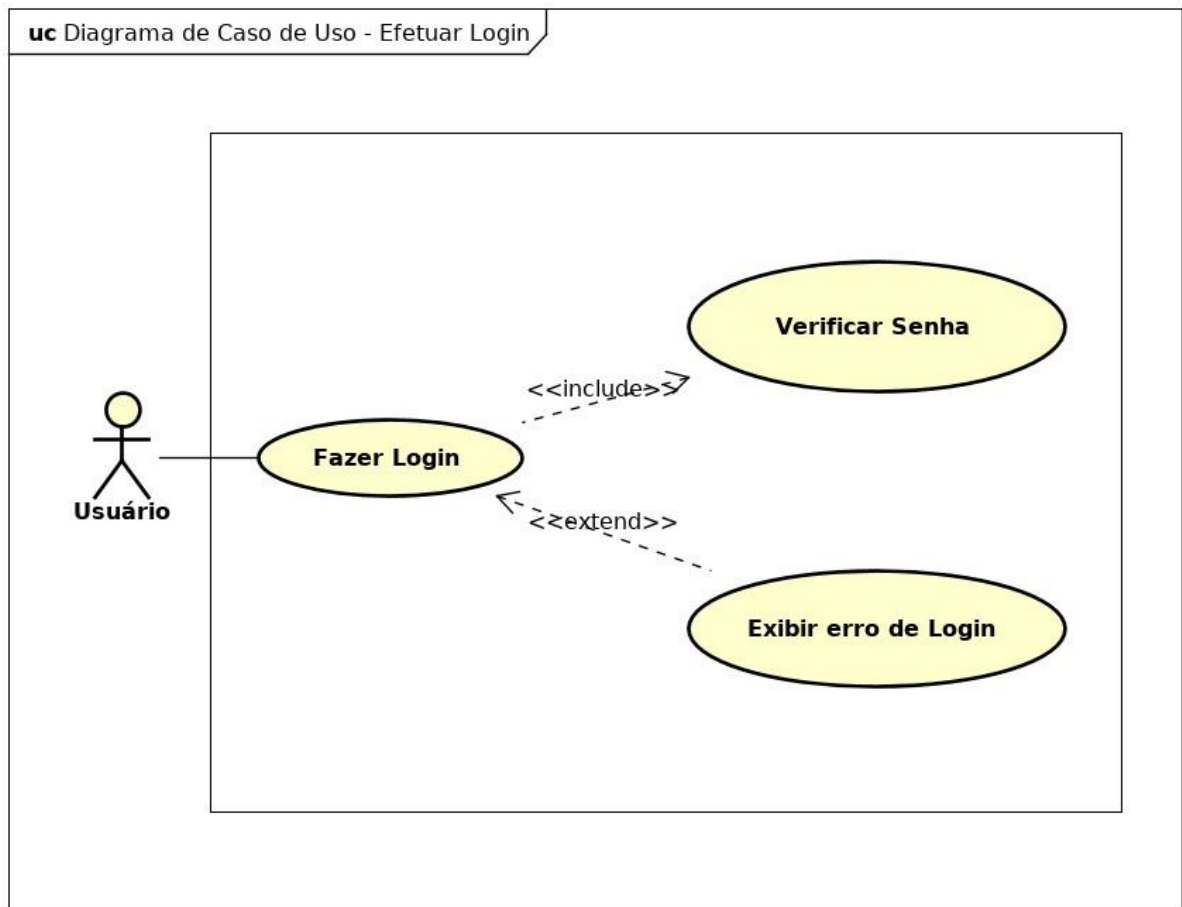 uc Diagrama de Caso de Uso - Efetuar Login
Verificar Senha
<<include>>
Fazer Login
Usuário
<<extend>>
Exibir erro de Login